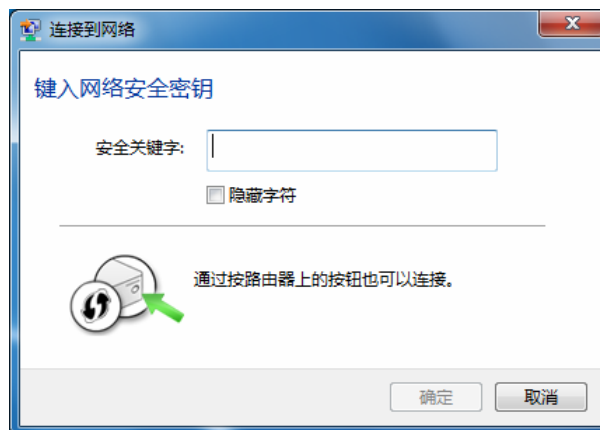 连接到网络
键入网络安全密钥
安全关键字:
隐藏字符
通过按路由器上的按钮也可以连接。
确定
取消